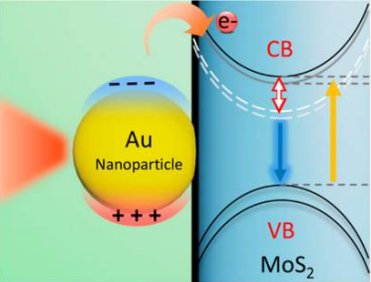 e-
CB
- - -
Au
Nanoparticle
+ + +
VB
MoS₂